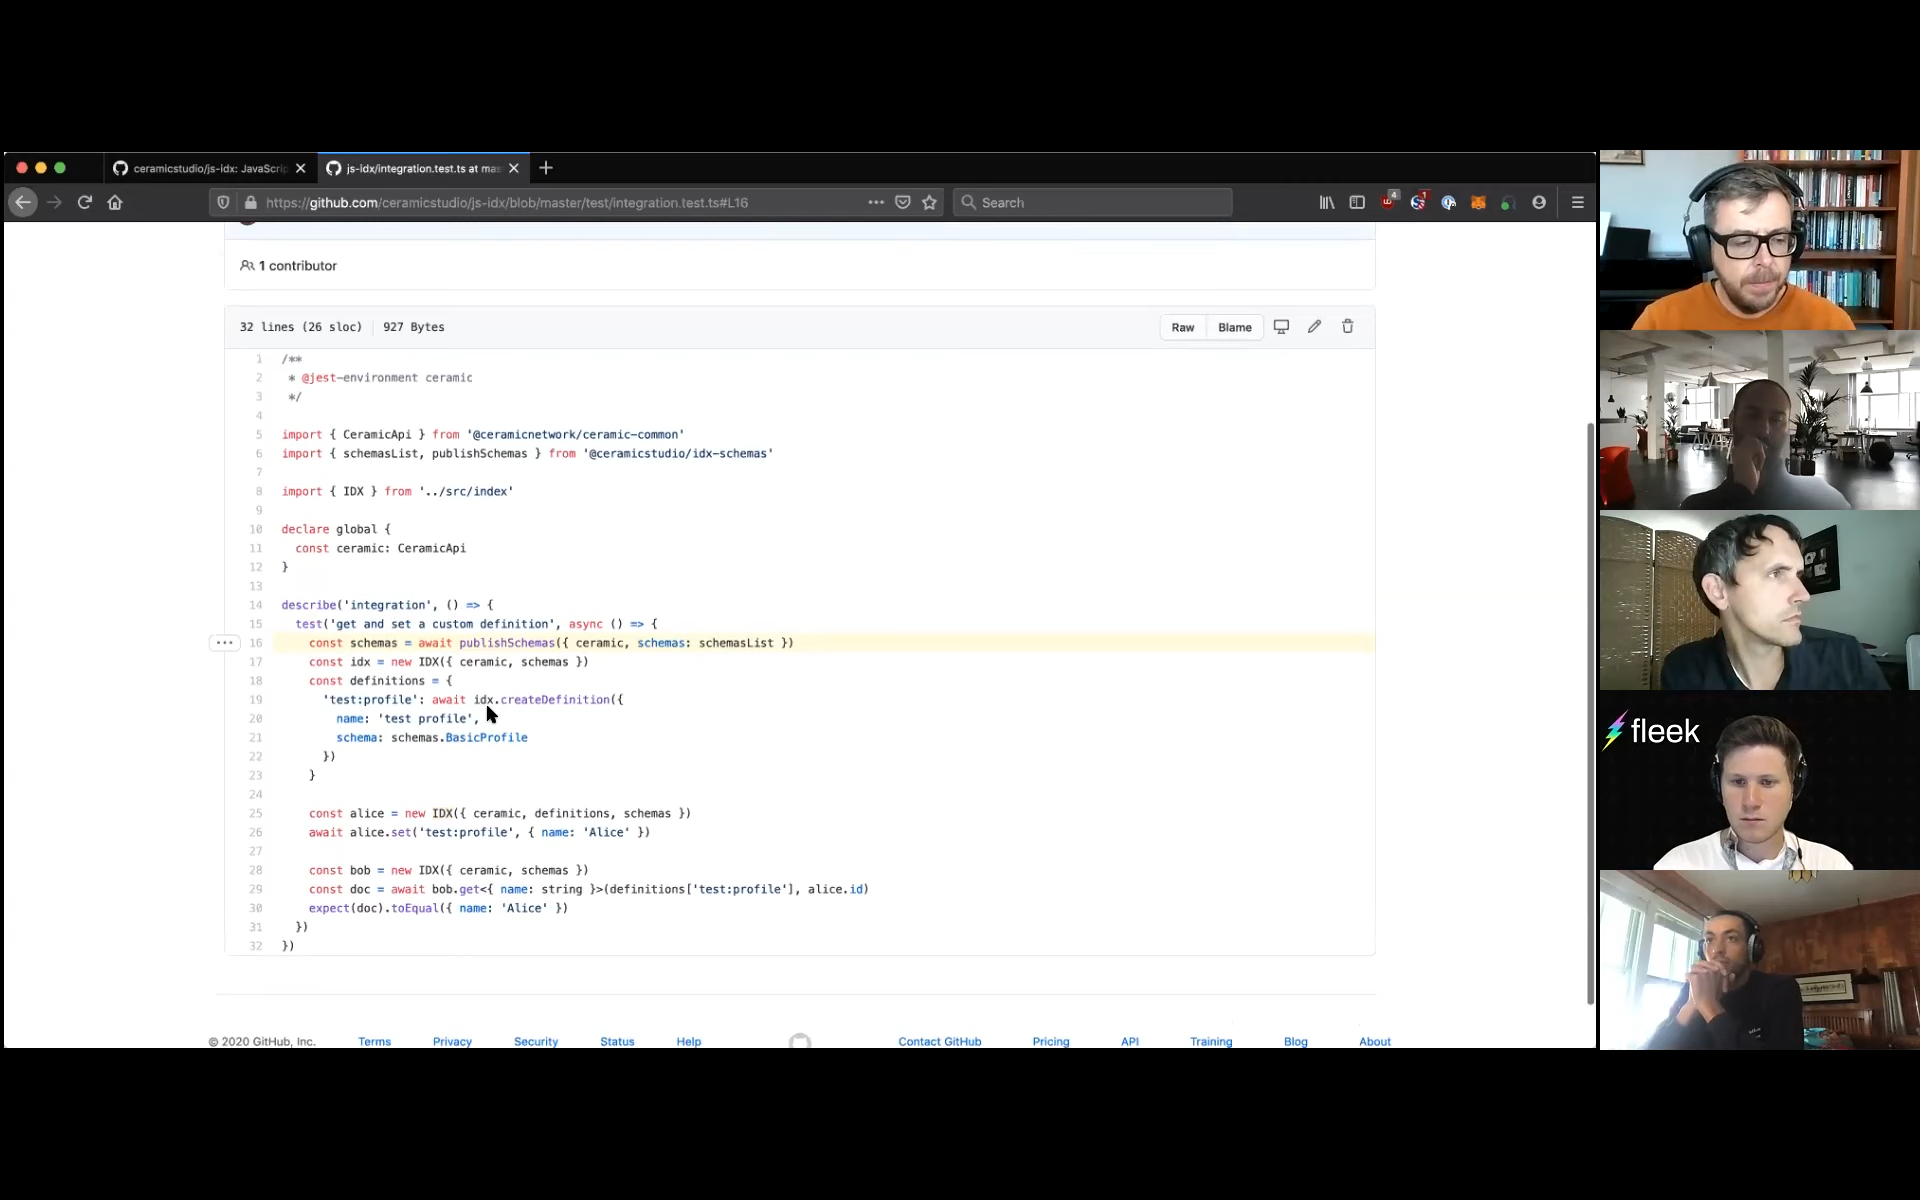 ceramicstudio/js-idx: JavaScrip
js-idx/integration.test.ts at mas
https://github.com/ceramicstudio/js-idx/blob/master/test/integration.test.ts#L16
Search
4
1
1 contributor
32 lines (26 sloc) 927 Bytes
Raw Blame
1 /**
2 * @jest-environment ceramic
3 */
4
5 import { CeramicApi } from '@ceramicnetwork/ceramic-common'
6 import { schemasList, publishSchemas } from '@ceramicstudio/idx-schemas'
7
8 import { IDX } from '../src/index'
9
10 declare global {
11 const ceramic: CeramicApi
12 }
13
14 describe('integration', () => {
15 test('get and set a custom definition', async () => {
16 const schemas = await publishSchemas({ ceramic, schemas: schemasList })
17 const idx = new IDX({ ceramic, schemas })
18 const definitions = {
19 'test:profile': await idx.createDefinition({
20 name: 'test profile',
21 schema: schemas.BasicProfile
22 })
23 }
24
25 const alice = new IDX({ ceramic, definitions, schemas })
26 await alice.set('test:profile', { name: 'Alice' })
27
28 const bob = new IDX({ ceramic, schemas })
29 const doc = await bob.get<{ name: string }>(definitions['test:profile'], alice.id)
30 expect(doc).toEqual({ name: 'Alice' })
31 })
32 })
© 2020 GitHub, Inc. Terms Privacy Security Status Help Contact GitHub Pricing API Training Blog About
fleek